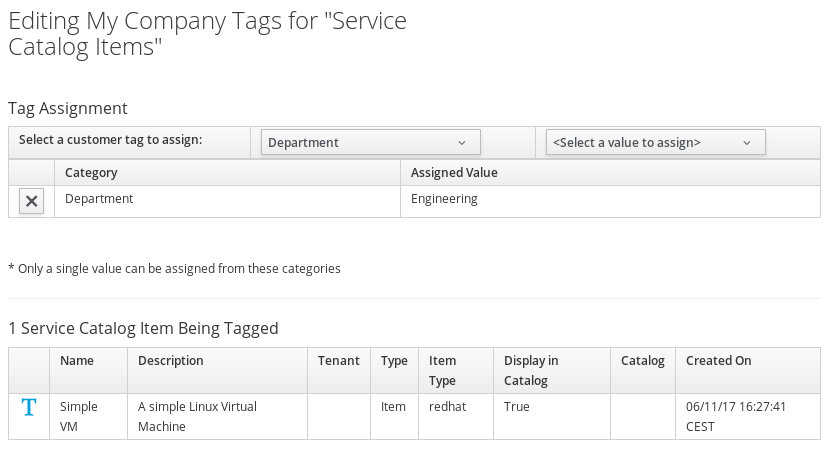 Editing My Company Tags for "Service
Catalog Items"
Tag Assignment
Select a customer tag to assign: Department <Select a value to assign>
Category Assigned Value
Department Engineering
* Only a single value can be assigned from these categories
1 Service Catalog Item Being Tagged
Name Description Tenant Type Item Display in Catalog Created On
Type Catalog
T Simple A simple Linux Virtual Item redhat True 06/11/17 16:27:41
VM Machine CEST